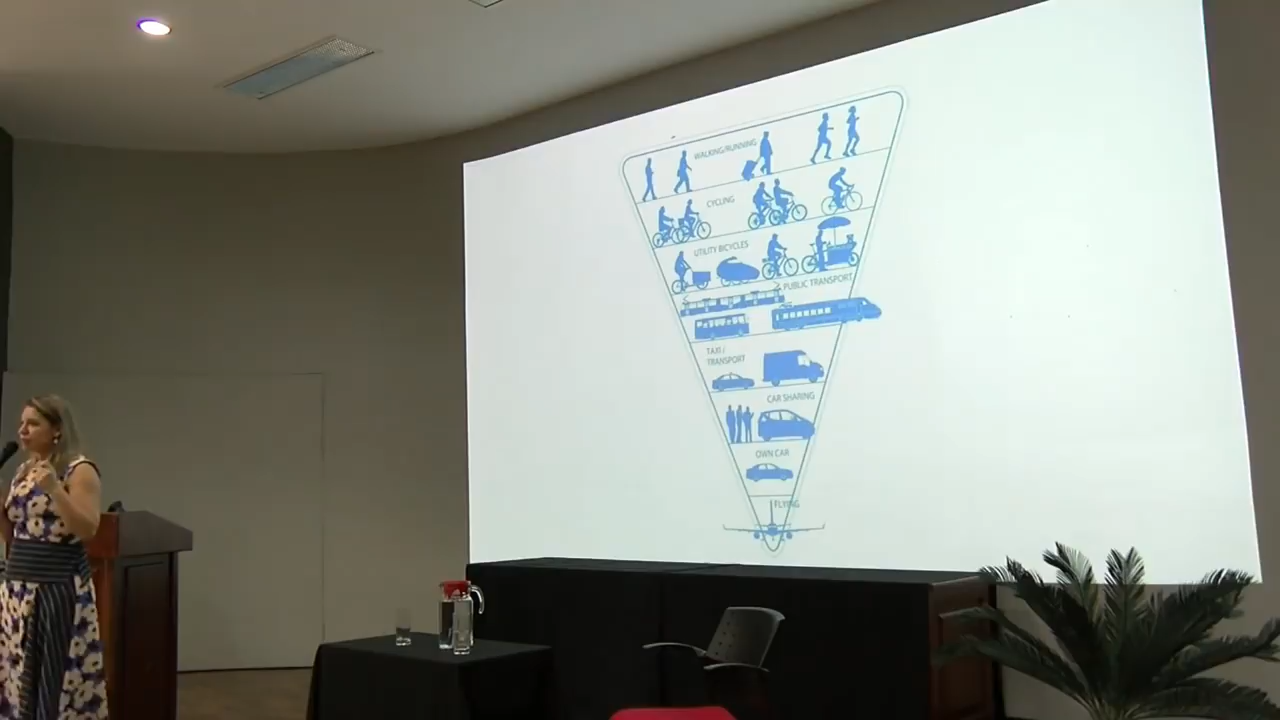 WALKING/RUNNING
CYCLING
UTILITY BICYCLES
PUBLIC TRANSPORT
TAXI /
TRANSPORT
CAR SHARING
OWN CAR
FLYING